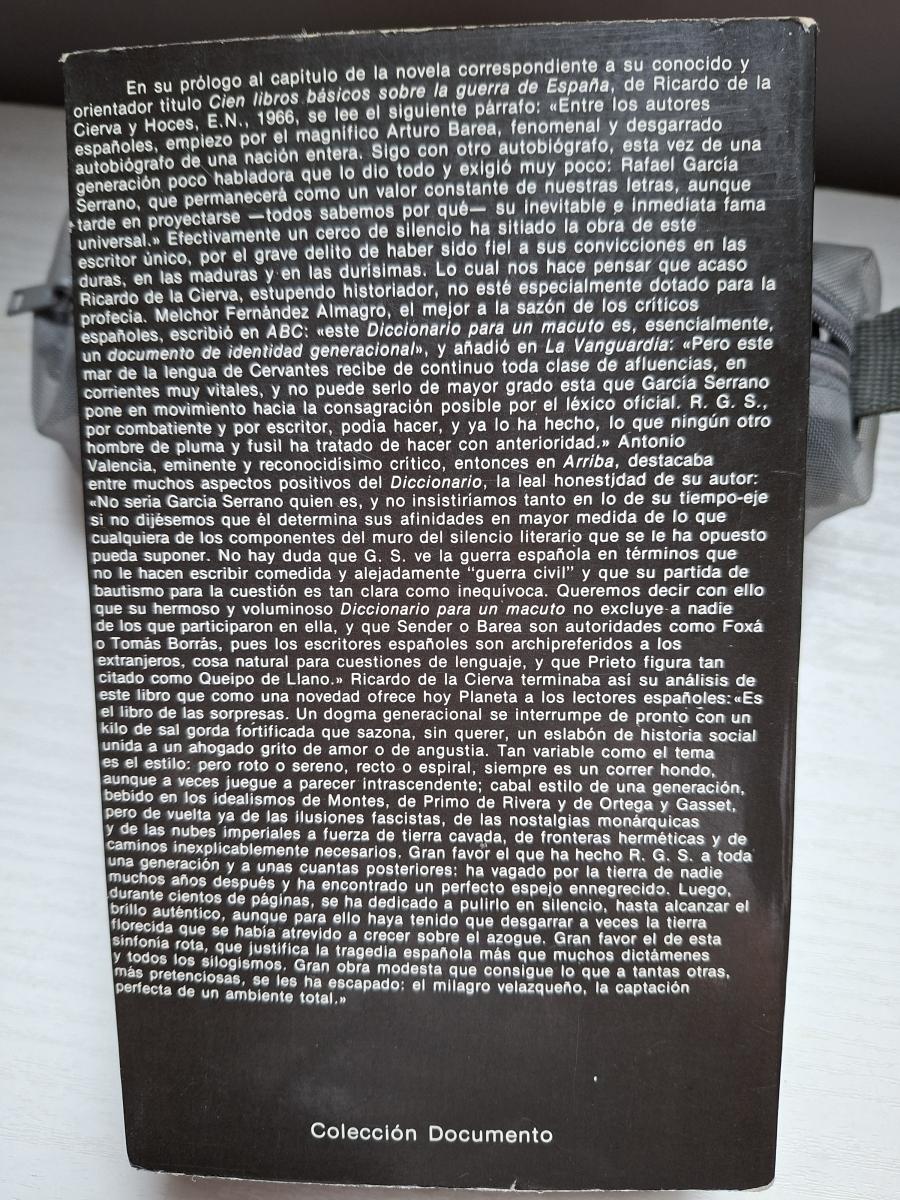 En su prólogo al capítulo de la novela correspondiente a su conocido y
orientador título Cien libros básicos sobre la guerra de España, de Ricardo de la
Cierva y Hoces, E.N., 1966, se lee el siguiente párrafo: «Entre los autores
españoles, empiezo por el magnífico Arturo Barea, fenomenal y desgarrado
autobiógrafo de una nación entera. Sigo con otro autobiógrafo, esta vez de una
generación poco habladora que lo dio todo y exigió muy poco: Rafael García
Serrano, que permanecerá como un valor constante de nuestras letras, aunque
tarde en proyectarse —todos sabemos por qué— su inevitable e inmediata fama
universal.» Efectivamente un cerco de silencio ha sitiado la obra de este
escritor único, por el grave delito de haber sido fiel a sus convicciones en las
duras, en las maduras y en las durísimas. Lo cual nos hace pensar que acaso
Ricardo de la Cierva, estupendo historiador, no esté especialmente dotado para la
profecía. Melchor Fernández Almagro, el mejor a la sazón de los críticos
españoles, escribió en ABC: «este Diccionario para un macuto es, esencialmente,
un documento de identidad generacional», y añadió en La Vanguardia: «Pero este
mar de la lengua de Cervantes recibe de continuo toda clase de afluencias, en
corrientes muy vitales, y no puede serlo de mayor grado esta que García Serrano
pone en movimiento hacia la consagración posible por el léxico oficial. R. G. S.,
por combatiente y por escritor, podía hacer, y ya lo ha hecho, lo que ningún otro
hombre de pluma y fusil ha tratado de hacer con anterioridad.» Antonio
Valencia, eminente y reconocidísimo crítico, entonces en Arriba, destacaba
entre muchos aspectos positivos del Diccionario, la leal honestidad de su autor:
«No sería García Serrano quien es, y no insistiríamos tanto en lo de su tiempo-eje
si no dijésemos que él determina sus afinidades en mayor medida de lo que
cualquiera de los componentes del muro del silencio literario que se le ha opuesto
pueda suponer. No hay duda que G. S. ve la guerra española en términos que
no le hacen escribir comedida y alejadamente "guerra civil" y que su partida de
bautismo para la cuestión es tan clara como inequívoca. Queremos decir con ello
que su hermoso y voluminoso Diccionario para un macuto no excluye a nadie
de los que participaron en ella, y que Sender o Barea son autoridades como Foxá
o Tomás Borrás, pues los escritores españoles son archipreferidos a los
extranjeros, cosa natural para cuestiones de lenguaje, y que Prieto figura tan
citado como Queipo de Llano.» Ricardo de la Cierva terminaba así su análisis de
este libro que como una novedad ofrece hoy Planeta a los lectores españoles: «Es
el libro de las sorpresas. Un dogma generacional se interrumpe de pronto con un
kilo de sal gorda fortificada que sazona, sin querer, un eslabón de historia social
unida a un ahogado grito de amor o de angustia. Tan variable como el tema
es el estilo: pero roto o sereno, recto o espiral, siempre es un correr hondo,
aunque a veces juegue a parecer intrascendente; cabal estilo de una generación,
bebido en los idealismos de Montes, de Primo de Rivera y de Ortega y Gasset,
pero de vuelta ya de las ilusiones fascistas, de las nostalgias monárquicas
y de las nubes imperiales a fuerza de tierra cavada, de fronteras herméticas y de
caminos inexplicablemente necesarios. Gran favor el que ha hecho R. G. S. a toda
una generación y a unas cuantas posteriores: ha vagado por la tierra de nadie
muchos años después y ha encontrado un perfecto espejo ennegrecido. Luego,
durante cientos de páginas, se ha dedicado a pulirlo en silencio, hasta alcanzar el
brillo auténtico, aunque para ello haya tenido que desgarrar a veces la tierra
florecida que se había atrevido a crecer sobre el azogue. Gran favor el de esta
sinfonía rota, que justifica la tragedia española más que muchos dictámenes
y todos los silogismos. Gran obra modesta que consigue lo que a tantas otras,
más pretenciosas, se les ha escapado: el milagro velazqueño, la captación
perfecta de un ambiente total.»
Colección Documento